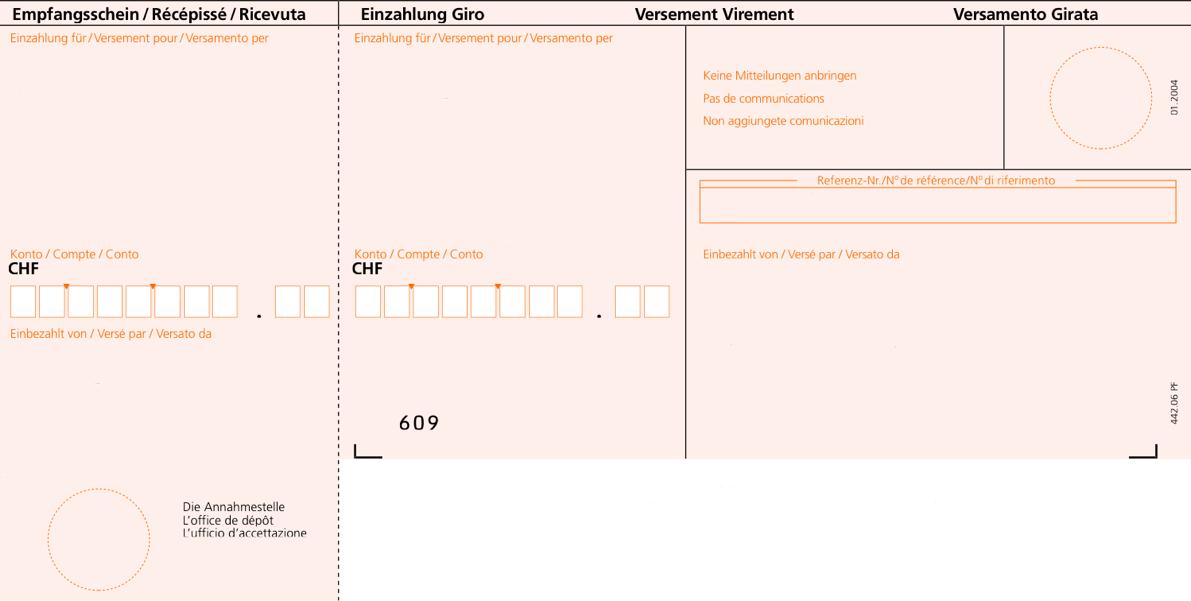 Empfangsschein / Récépissé / Ricevuta
Einzahlung für / Versement pour / Versamento per
Konto / Compte / Conto
CHF
.
Einbezahlt von / Versé par / Versato da
Die Annahmestelle
L'office de dépôt
L'ufficio d'accettazione
Einzahlung Giro
Versement Virement
Versamento Girata
Einzahlung für / Versement pour / Versamento per
Konto / Compte / Conto
CHF
.
609
Keine Mitteilungen anbringen
Pas de communications
Non aggiungete comunicazioni
01.2004
Referenz-Nr./Nº de référence/Nº di riferimento
Einbezahlt von / Versé par / Versato da
442.06 PF